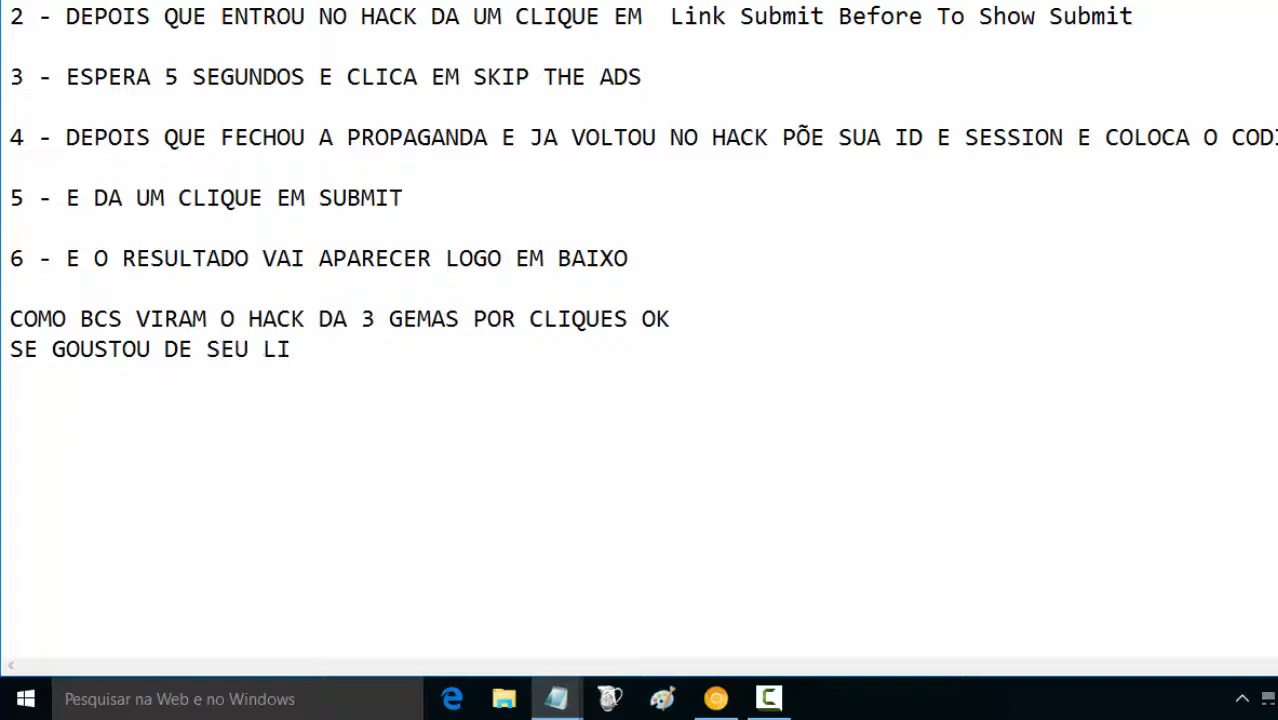 2 - DEPOIS QUE ENTROU NO HACK DA UM CLIQUE EM  Link Submit Before To Show Submit
3 - ESPERA 5 SEGUNDOS E CLICA EM SKIP THE ADS
4 - DEPOIS QUE FECHOU A PROPAGANDA E JA VOLTOU NO HACK PÕE SUA ID E SESSION E COLOCA O CODI
5 - E DA UM CLIQUE EM SUBMIT
6 - E O RESULTADO VAI APARECER LOGO EM BAIXO
COMO BCS VIRAM O HACK DA 3 GEMAS POR CLIQUES OK
SE GOUSTOU DE SEU LI
Pesquisar na Web e no Windows